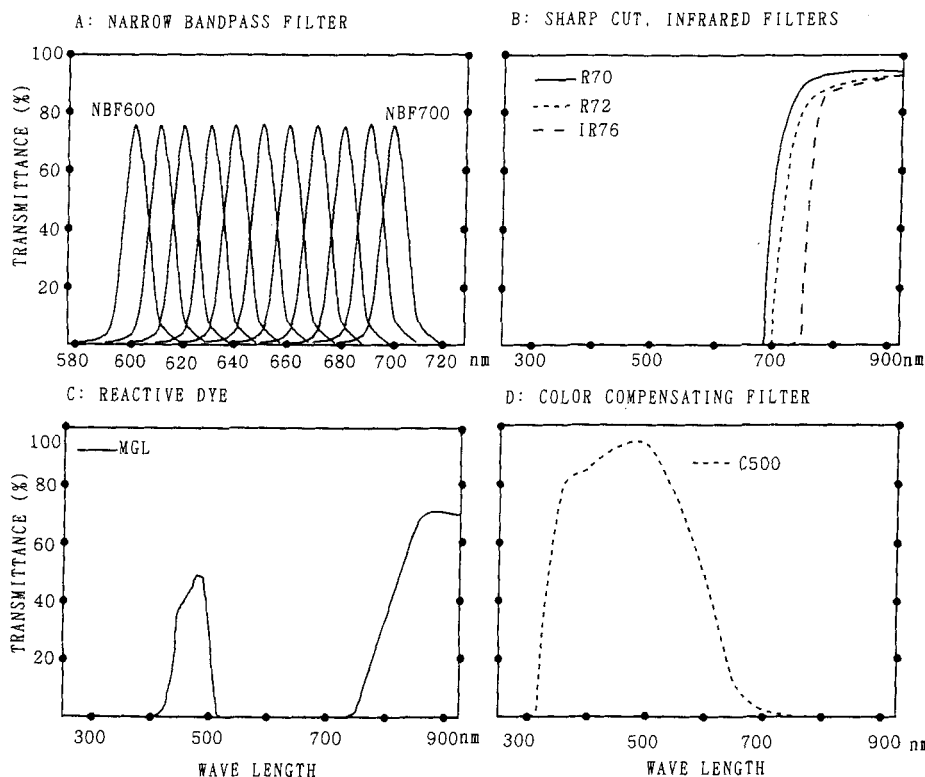 A: NARROW BANDPASS FILTER
TRANSMITTANCE (%)
100
80
60
40
20
NBF600
NBF700
580 600 620 640 660 680 700 720 nm
B: SHARP CUT, INFRARED FILTERS
R70
R72
IR76
300 500 700 900nm
C: REACTIVE DYE
TRANSMITTANCE (%)
100
80
60
40
20
MGL
300 500 700 900nm
WAVE LENGTH
D: COLOR COMPENSATING FILTER
C500
300 500 700 900 nm
WAVE LENGTH